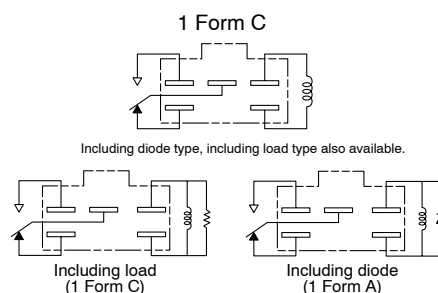 1 Form C
Including diode type, including load type also available.
Including load
(1 Form C)
Including diode
(1 Form A)